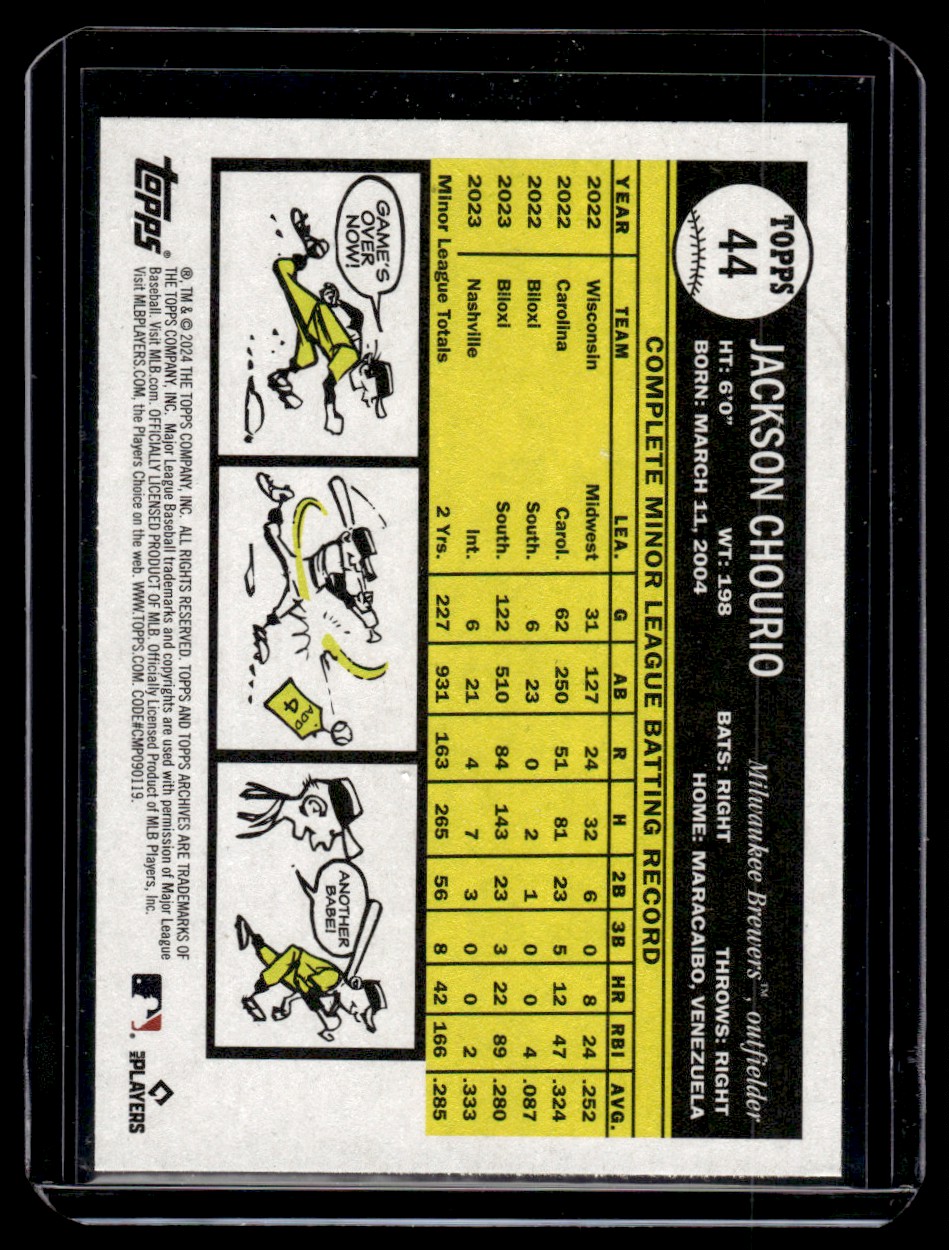 TOPPS
44
JACKSON CHOURIO
Milwaukee Brewers™, outfielder
HT: 6'0" WT: 198 BATS: RIGHT THROWS: RIGHT
BORN: MARCH 11, 2004 HOME: MARACAIBO, VENEZUELA
COMPLETE MINOR LEAGUE BATTING RECORD
YEAR TEAM LEA. G AB R H 2B 3B HR RBI AVG.
2022 Wisconsin Midwest 31 127 24 32 6 0 8 24 .252
2022 Carolina Carol. 62 250 51 81 23 5 12 47 .324
2022 Biloxi South. 6 23 0 2 1 0 0 4 .087
2023 Biloxi South. 122 510 84 143 23 3 22 89 .280
2023 Nashville Int. 6 21 4 7 3 0 0 2 .333
Minor League Totals 2 Yrs. 227 931 163 265 56 8 42 166 .285
GAME'S
OVER
NOW!
ADD
4
ANOTHER
BABE!
topps®
®, TM & © 2024 THE TOPPS COMPANY, INC. ALL RIGHTS RESERVED. TOPPS AND TOPPS ARCHIVES ARE TRADEMARKS OF
THE TOPPS COMPANY, INC. Major League Baseball trademarks and copyrights are used with permission of Major League
Baseball. Visit MLB.com. OFFICIALLY LICENSED PRODUCT OF MLB. Officially Licensed Product of MLB Players, Inc.
Visit MLBPLAYERS.COM, the Players Choice on the web. WWW.TOPPS.COM. CODE#CMP090119.
MLB PLAYERS